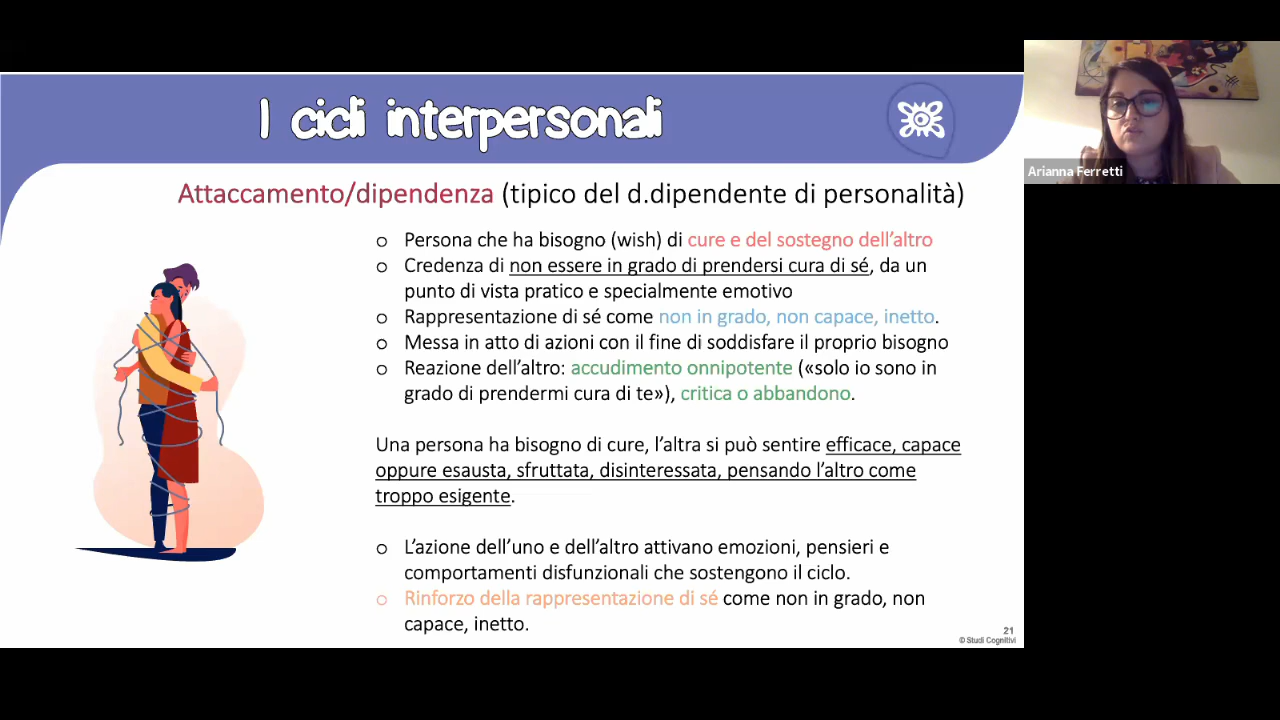 I cicli interpersonali
Arianna Ferretti
Attaccamento/dipendenza (tipico del d.dipendente di personalità)
o Persona che ha bisogno (wish) di cure e del sostegno dell'altro
o Credenza di non essere in grado di prendersi cura di sé, da un
punto di vista pratico e specialmente emotivo
o Rappresentazione di sé come non in grado, non capace, inetto.
o Messa in atto di azioni con il fine di soddisfare il proprio bisogno
o Reazione dell'altro: accudimento onnipotente («solo io sono in
grado di prendermi cura di te»), critica o abbandono.
Una persona ha bisogno di cure, l'altra si può sentire efficace, capace
oppure esausta, sfruttata, disinteressata, pensando l'altro come
troppo esigente.
o L'azione dell'uno e dell'altro attivano emozioni, pensieri e
comportamenti disfunzionali che sostengono il ciclo.
o Rinforzo della rappresentazione di sé come non in grado, non
capace, inetto.
21
© Studi Cognitivi